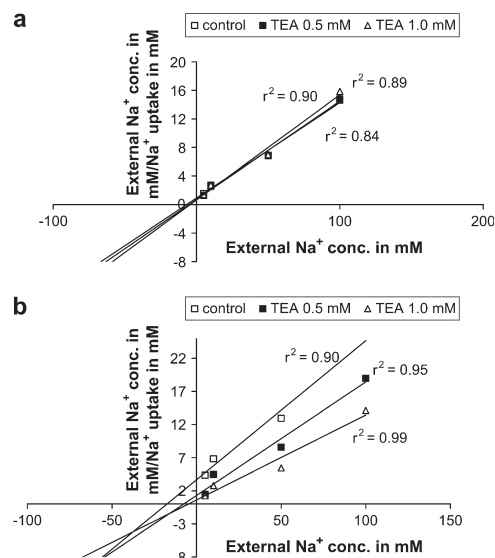 a
□ control ■ TEA 0.5 mM △ TEA 1.0 mM
External Na+ conc. in
mM/Na+ uptake in mM
20
16
12
8
4
0
-4
-8
r2 = 0.90
r2 = 0.89
r2 = 0.84
-100
100
200
External Na+ conc. in mM
b
□ control ■ TEA 0.5 mM △ TEA 1.0 mM
External Na+ conc. in
mM/Na+ uptake in mM
22
17
12
7
2
-3
8
r2 = 0.90
r2 = 0.95
r2 = 0.99
-100
-50
0
50
100
150
External Na+ conc. in mM